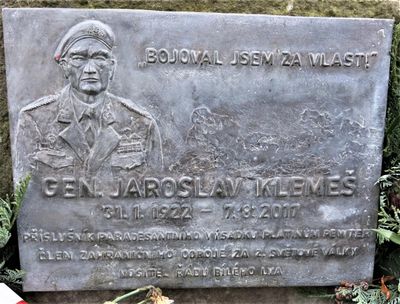 „BOJOVAL JSEM ZA VLAST!"
GEN. JAROSLAV KLEMEŠ
31. 1. 1922 – 7. 8. 2017
PŘÍSLUŠNÍK PARADESANTNÍHO VÝSADKU PLATINUM PEWTER
ČLEN ZAHRANIČNÍHO ODBOJE ZA 2. SVĚTOVÉ VÁLKY
NOSITEL ŘÁDU BÍLÉHO LVA